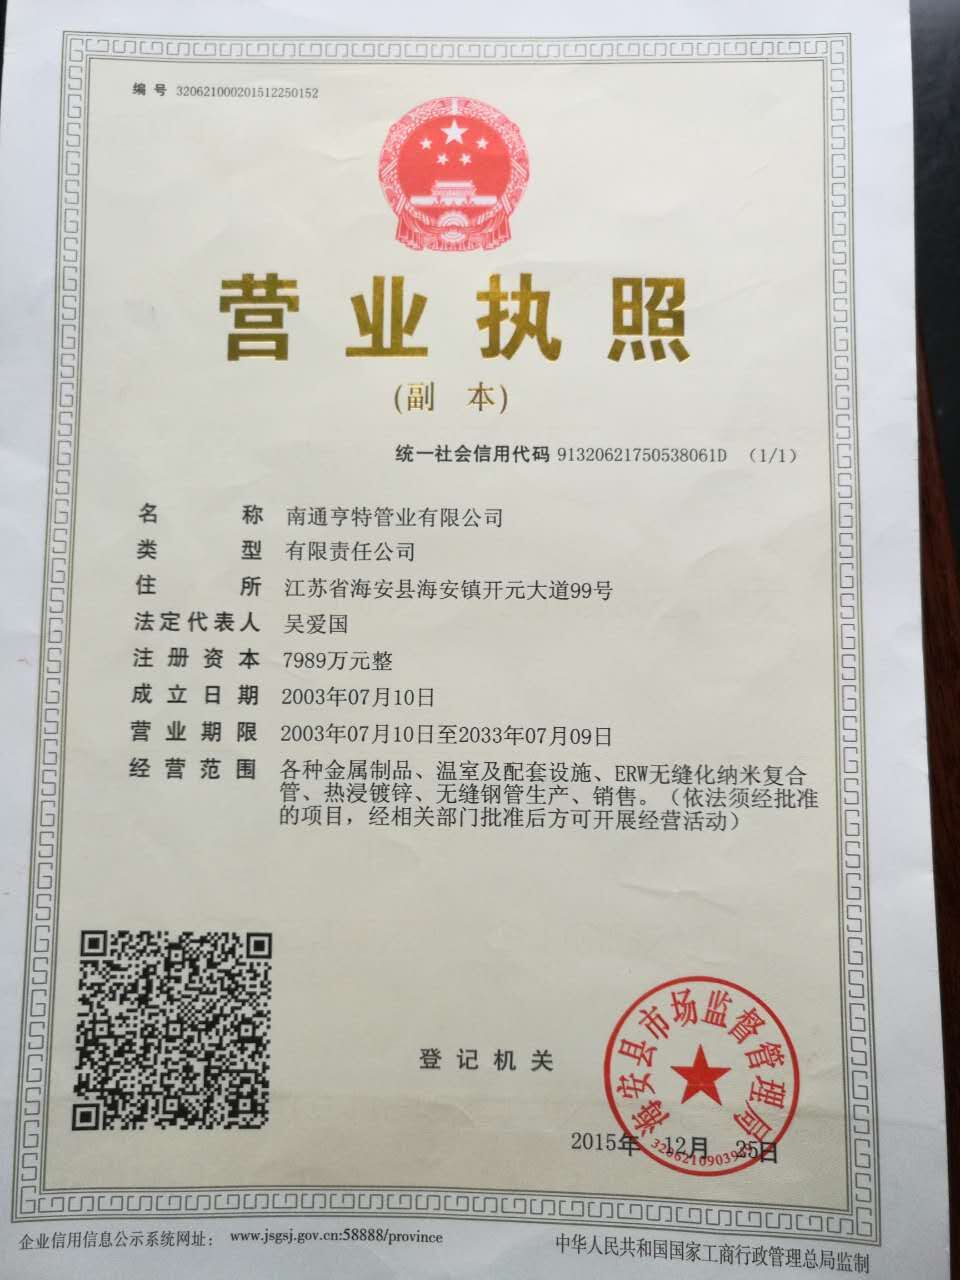 编 号 320621000201512250152
营业执照
(副 本)
统一社会信用代码 91320621750538061D (1/1)
名 称 南通亨特管业有限公司
类 型 有限责任公司
住 所 江苏省海安县海安镇开元大道99号
法定代表人 吴爱国
注册资本 7989万元整
成立日期 2003年07月10日
营业期限 2003年07月10日至2033年07月09日
经营范围 各种金属制品、温室及配套设施、ERW无缝化纳米复合
管、热浸镀锌、无缝钢管生产、销售。（依法须经批准
的项目，经相关部门批准后方可开展经营活动）
登记机关
海安县市场监督管理局
2015年 12月 25日
企业信用信息公示系统网址： www.jsgsj.gov.cn:58888/province
中华人民共和国国家工商行政管理总局监制